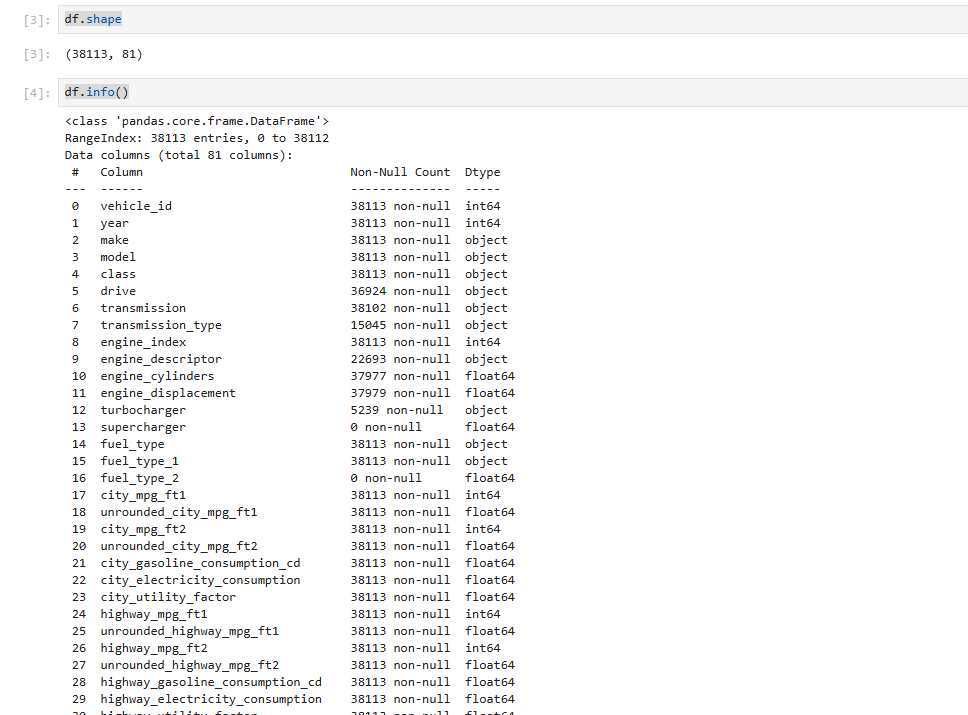 [3]: df.shape
[3]: (38113, 81)
[4]: df.info()
<class 'pandas.core.frame.DataFrame'>
RangeIndex: 38113 entries, 0 to 38112
Data columns (total 81 columns):
 #   Column                             Non-Null Count  Dtype
---  ------                             --------------  -----
 0   vehicle_id                         38113 non-null  int64
 1   year                               38113 non-null  int64
 2   make                               38113 non-null  object
 3   model                              38113 non-null  object
 4   class                              38113 non-null  object
 5   drive                              36924 non-null  object
 6   transmission                       38102 non-null  object
 7   transmission_type                  15045 non-null  object
 8   engine_index                       38113 non-null  int64
 9   engine_descriptor                  22693 non-null  object
 10  engine_cylinders                   37977 non-null  float64
 11  engine_displacement                37979 non-null  float64
 12  turbocharger                       5239 non-null   object
 13  supercharger                       0 non-null      float64
 14  fuel_type                          38113 non-null  object
 15  fuel_type_1                        38113 non-null  object
 16  fuel_type_2                        0 non-null      float64
 17  city_mpg_ft1                       38113 non-null  int64
 18  unrounded_city_mpg_ft1             38113 non-null  float64
 19  city_mpg_ft2                       38113 non-null  int64
 20  unrounded_city_mpg_ft2             38113 non-null  float64
 21  city_gasoline_consumption_cd       38113 non-null  float64
 22  city_electricity_consumption       38113 non-null  float64
 23  city_utility_factor                38113 non-null  float64
 24  highway_mpg_ft1                    38113 non-null  int64
 25  unrounded_highway_mpg_ft1          38113 non-null  float64
 26  highway_mpg_ft2                    38113 non-null  int64
 27  unrounded_highway_mpg_ft2          38113 non-null  float64
 28  highway_gasoline_consumption_cd    38113 non-null  float64
 29  highway_electricity_consumption    38113 non-null  float64
 30  highway_utility_factor             38113 non-null  float64